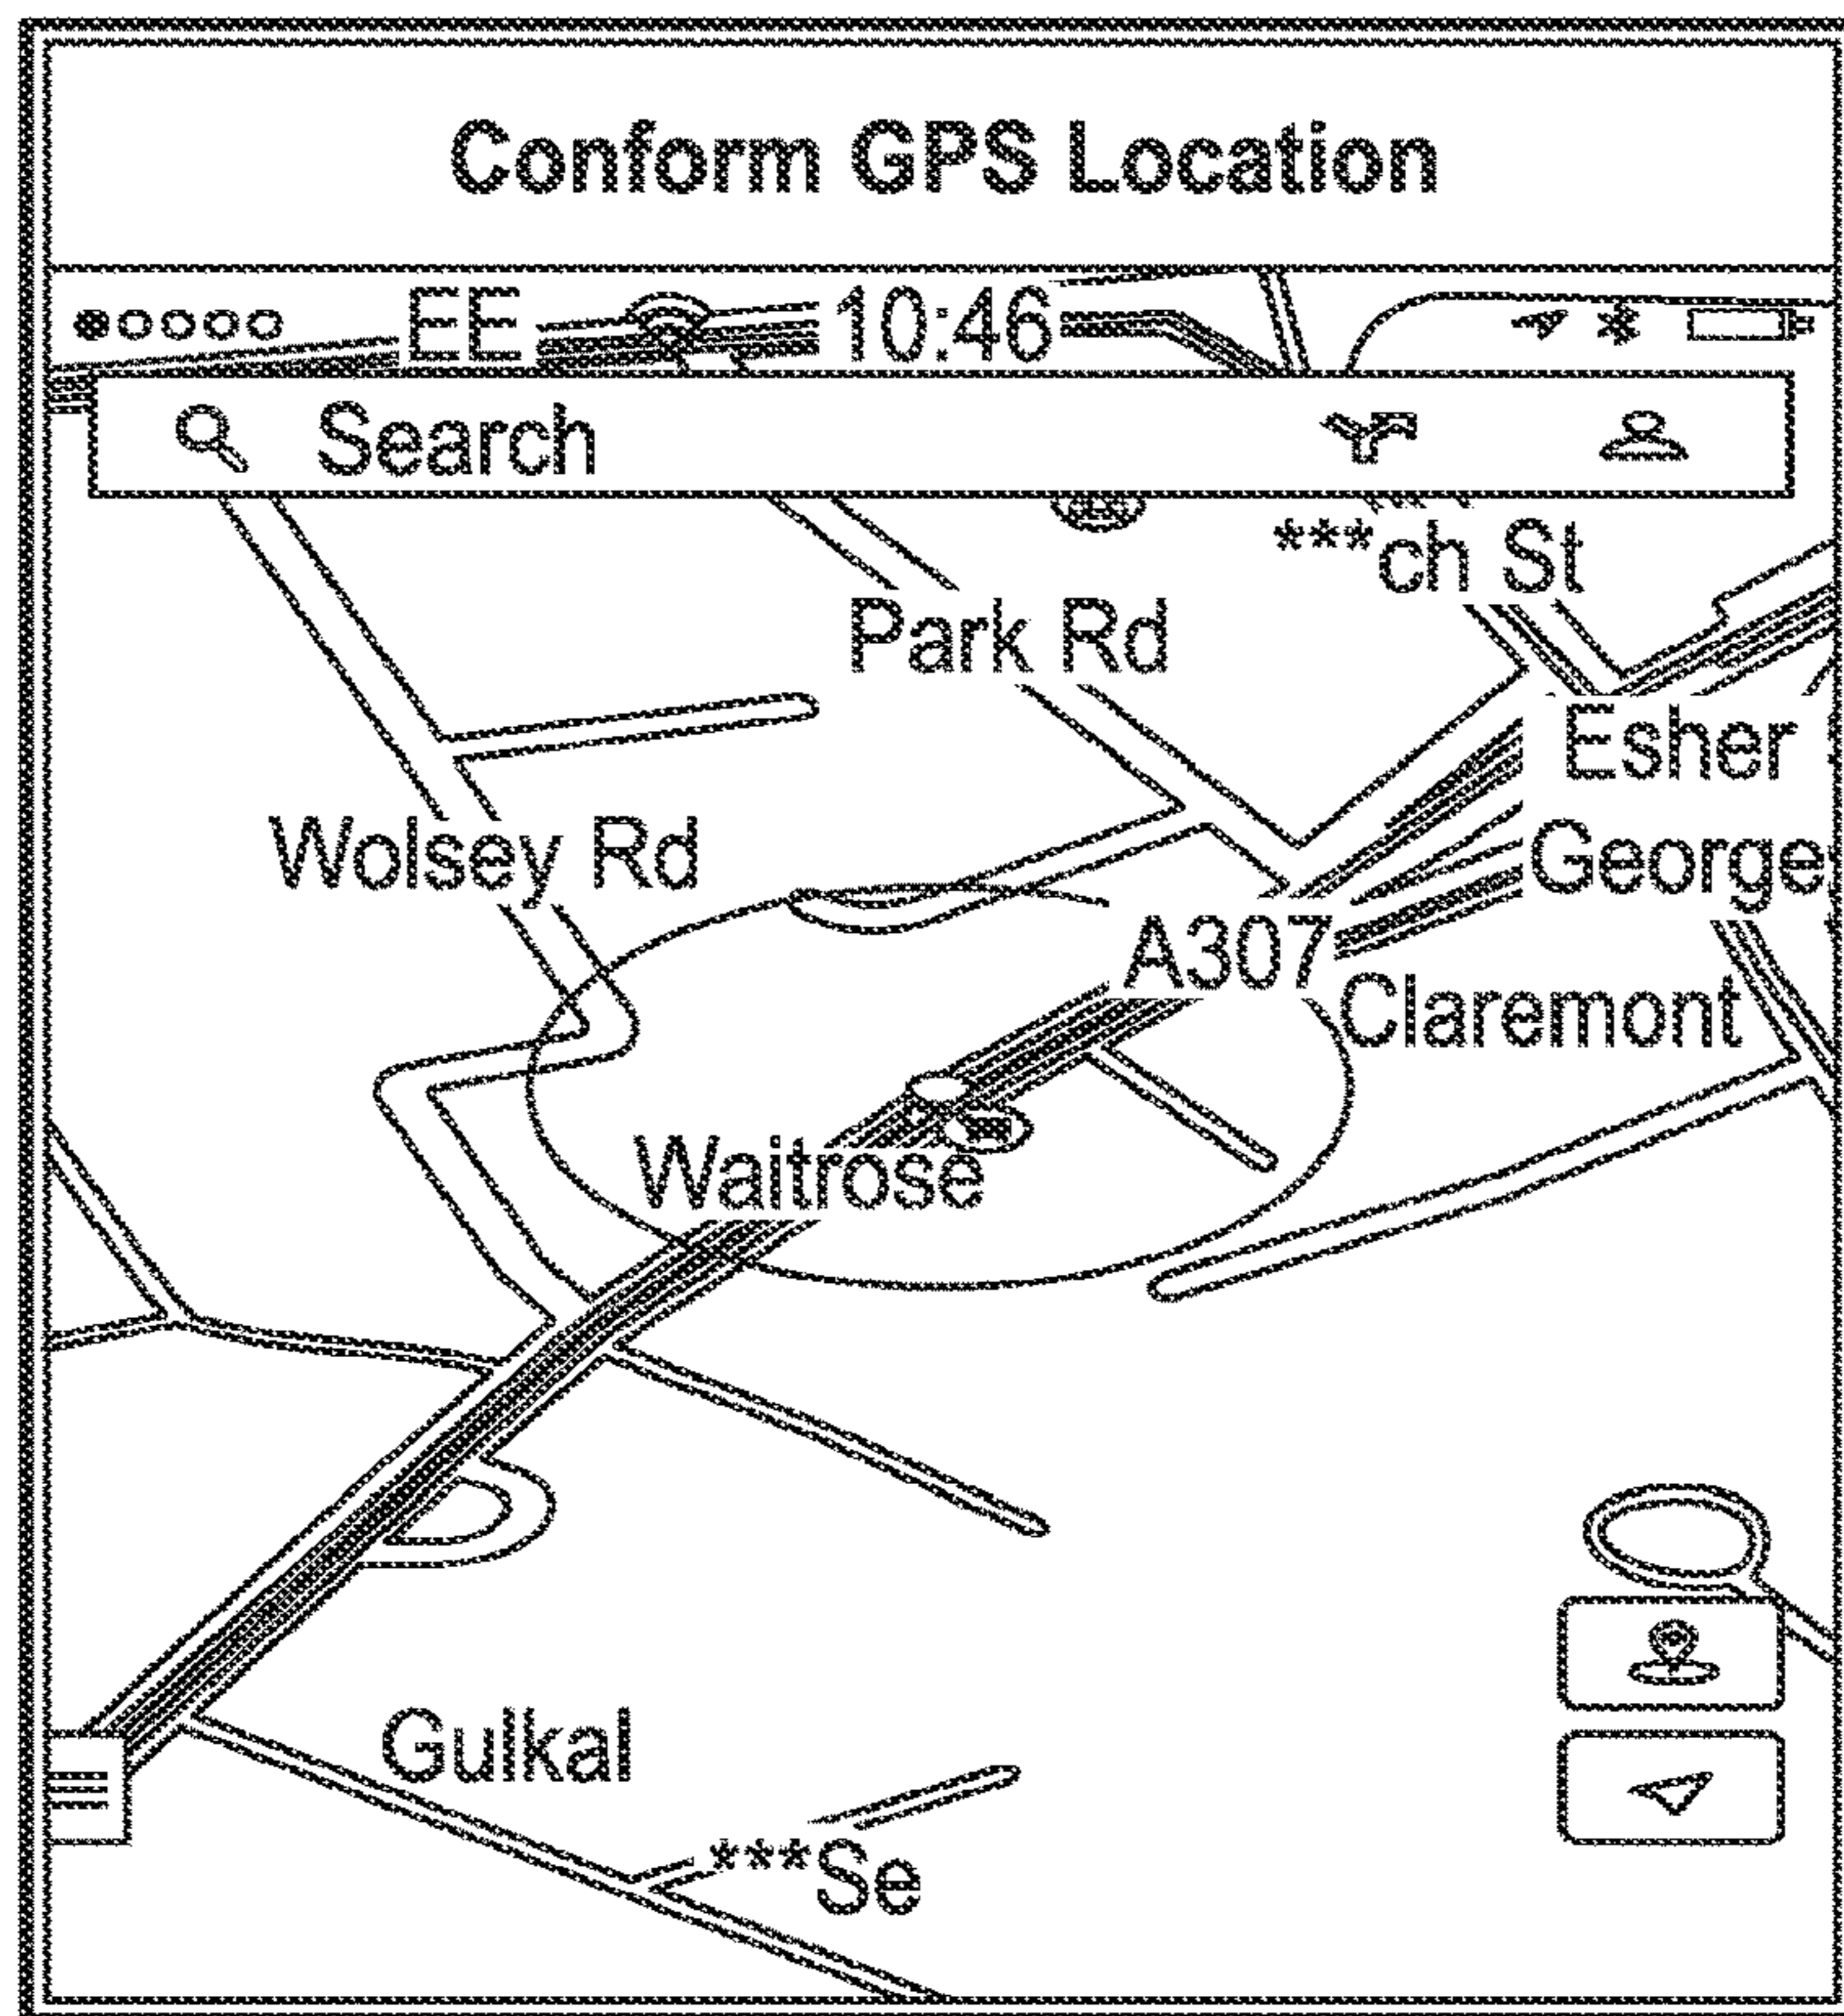 Conform GPS Location
EE 10:46
Search
***ch St
Park Rd
Esher
Wolsey Rd
George
A307
Claremont
Waitrose
Gulkal
***Se